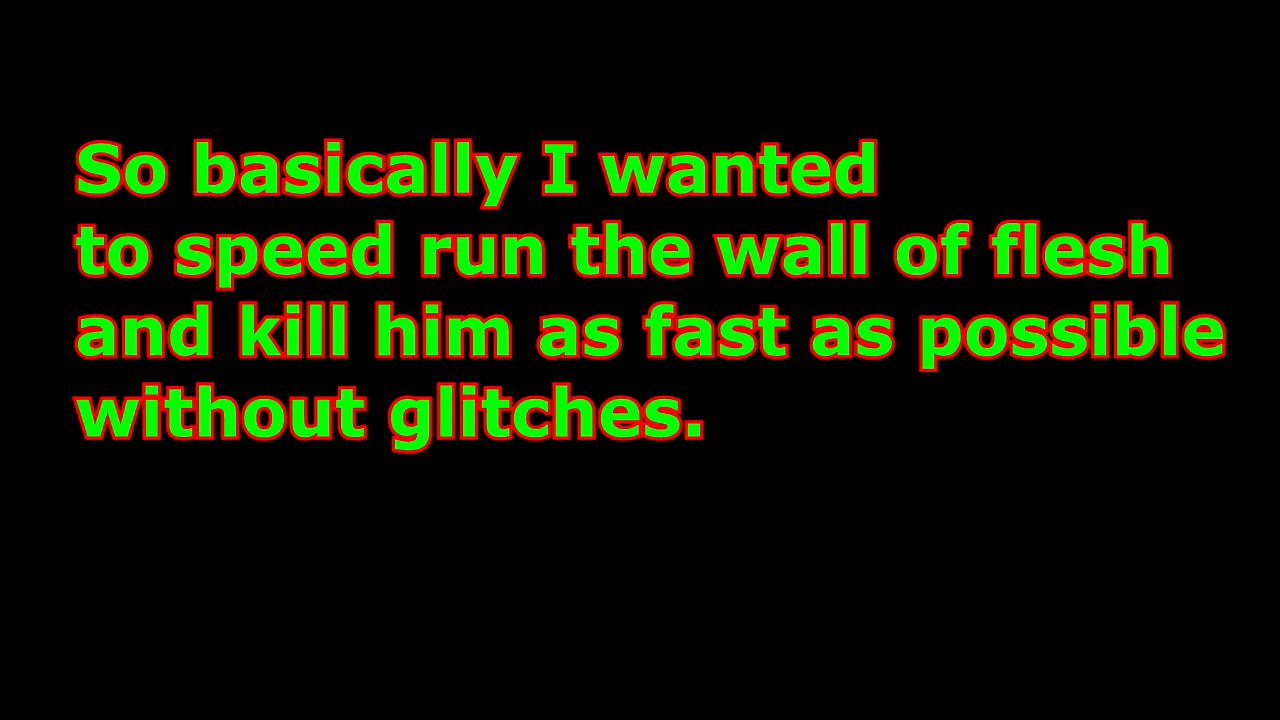 So basically I wanted
to speed run the wall of flesh
and kill him as fast as possible
without glitches.